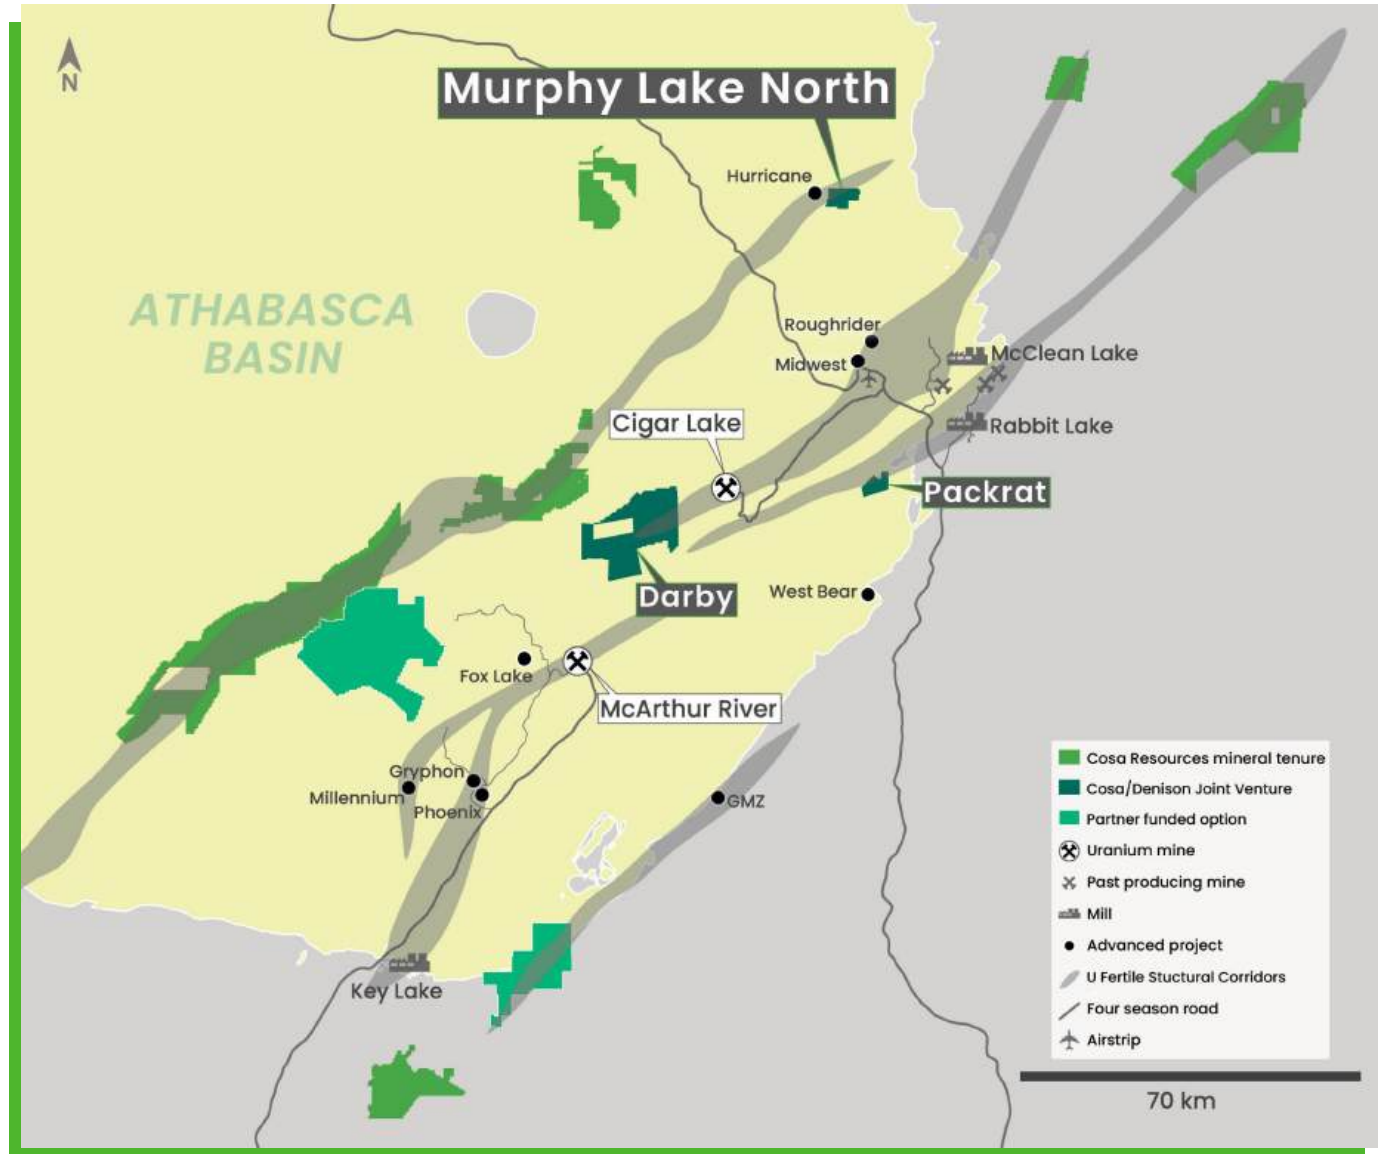 N
Murphy Lake North
Hurricane
ATHABASCA
BASIN
Roughrider
Midwest
McClean Lake
Cigar Lake
Rabbit Lake
Packrat
Darby
West Bear
Fox Lake
McArthur River
Gryphon
Millennium
Phoenix
GMZ
Key Lake
Cosa Resources mineral tenure
Cosa/Denison Joint Venture
Partner funded option
Uranium mine
Past producing mine
Mill
Advanced project
U Fertile Stuctural Corridors
Four season road
Airstrip
70 km